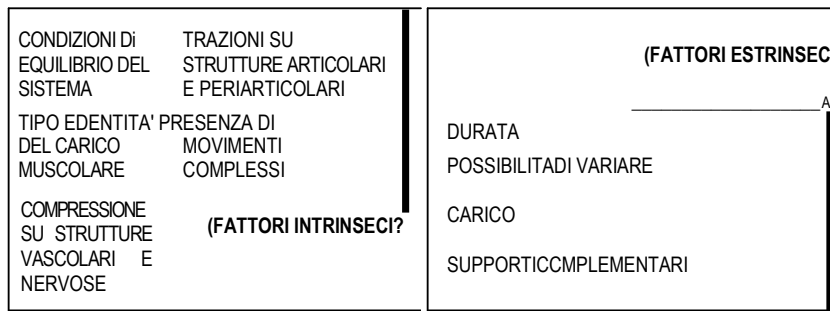 CONDIZIONI Di TRAZIONI SU
EQUILIBRIO DEL STRUTTURE ARTICOLARI
SISTEMA E PERIARTICOLARI
TIPO EDENTITA' PRESENZA DI
DEL CARICO MOVIMENTI
MUSCOLARE COMPLESSI
COMPRESSIONE
SU STRUTTURE
VASCOLARI E
NERVOSE
(FATTORI INTRINSECI?
(FATTORI ESTRINSEC
A
DURATA
POSSIBILITADI VARIARE
CARICO
SUPPORTICCMPLEMENTARI